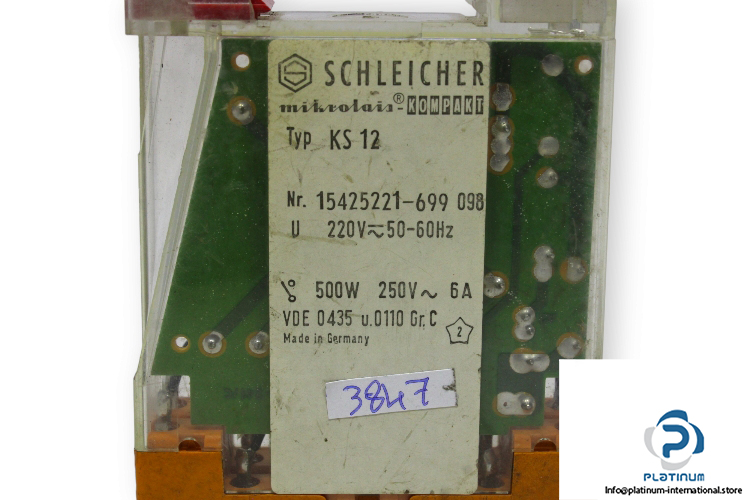 SCHLEICHER
mikrolais®-KOMPAKT
Typ KS 12
Nr. 15425221-699 098
U 220V≂50-60Hz
500W 250V~ 6A
VDE 0435 u.0110 Gr.C 2
Made in Germany
3847
PLATINUM
Info@platinum-international.store